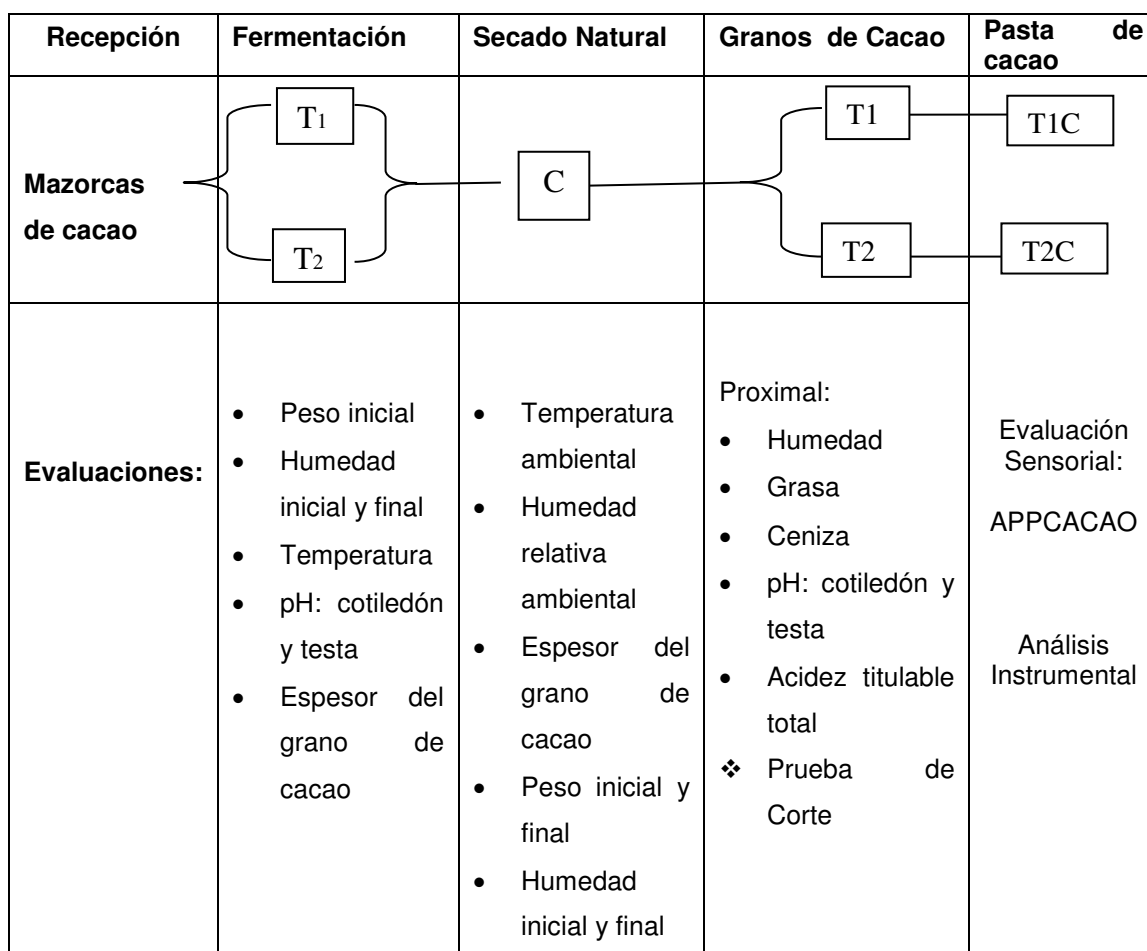 Recepción
Fermentación
Secado Natural
Granos de Cacao
Pasta de
cacao
Mazorcas
de cacao
T1
T2
C
T1
T2
T1C
T2C
Evaluaciones:
• Peso inicial
• Humedad
inicial y final
• Temperatura
• pH: cotiledón
y testa
• Espesor del
grano de
cacao
• Temperatura
ambiental
• Humedad
relativa
ambiental
• Espesor del
grano de
cacao
• Peso inicial y
final
• Humedad
inicial y final
Proximal:
• Humedad
• Grasa
• Ceniza
• pH: cotiledón y
testa
• Acidez titulable
total
❖ Prueba de
Corte
Evaluación
Sensorial:
APPCACAO
Análisis
Instrumental